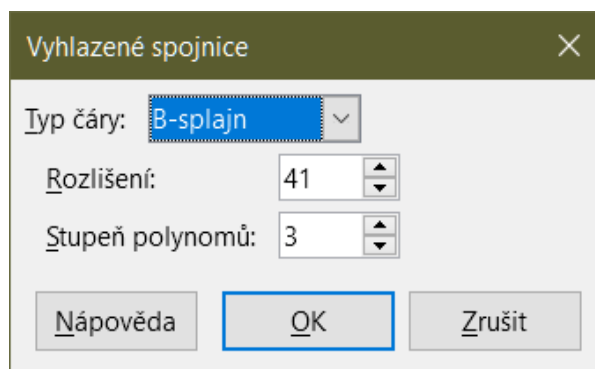 Vyhlazené spojnice
Typ čáry: B-splajn
Rozlišení: 41
Stupeň polynomů: 3
Nápověda OK Zrušit